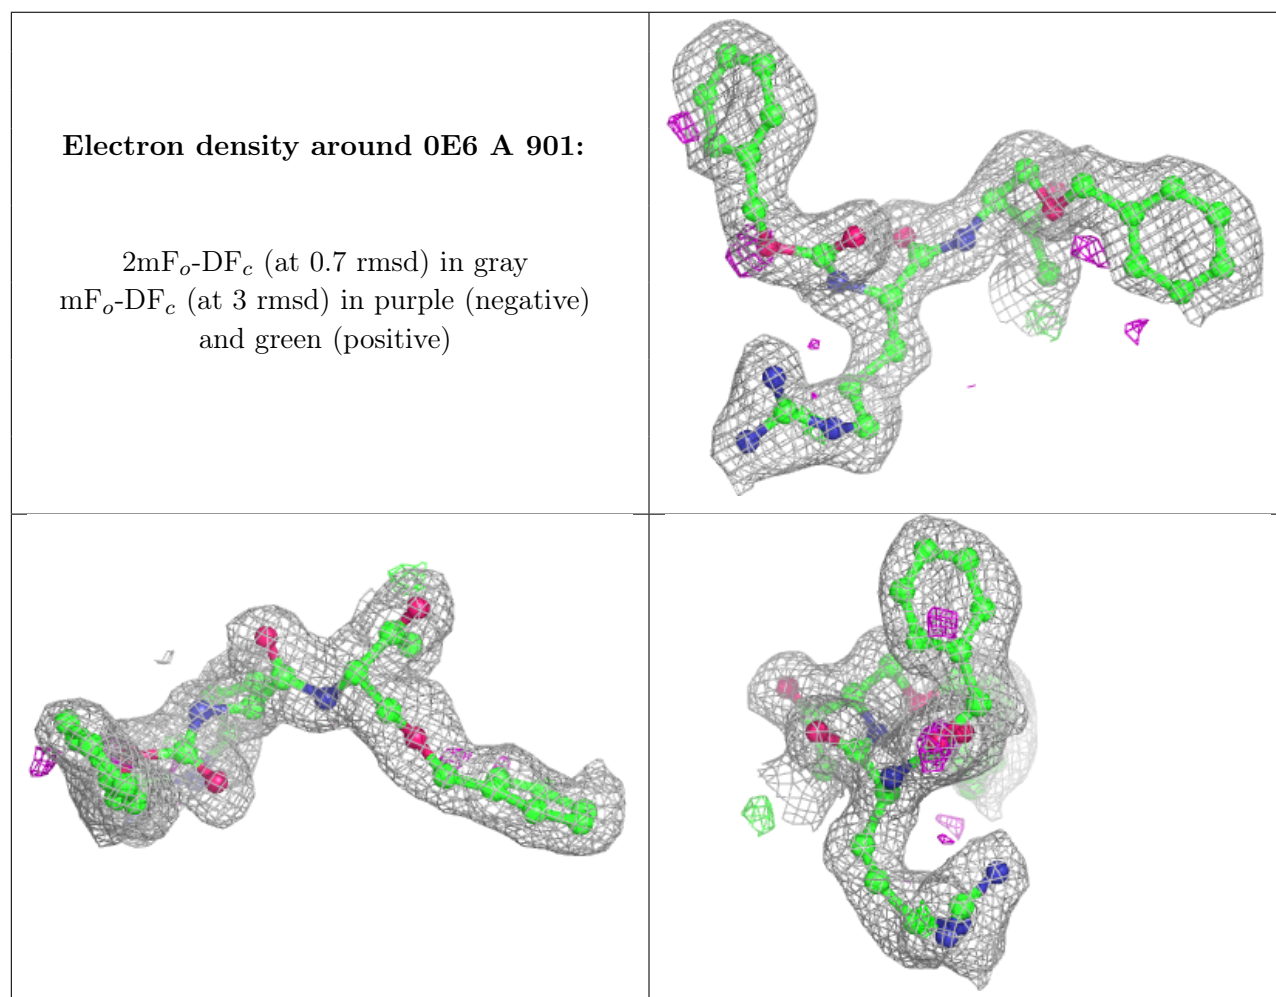 Electron density around 0E6 A 901:
2mFo-DFc (at 0.7 rmsd) in gray
mFo-DFc (at 3 rmsd) in purple (negative)
and green (positive)